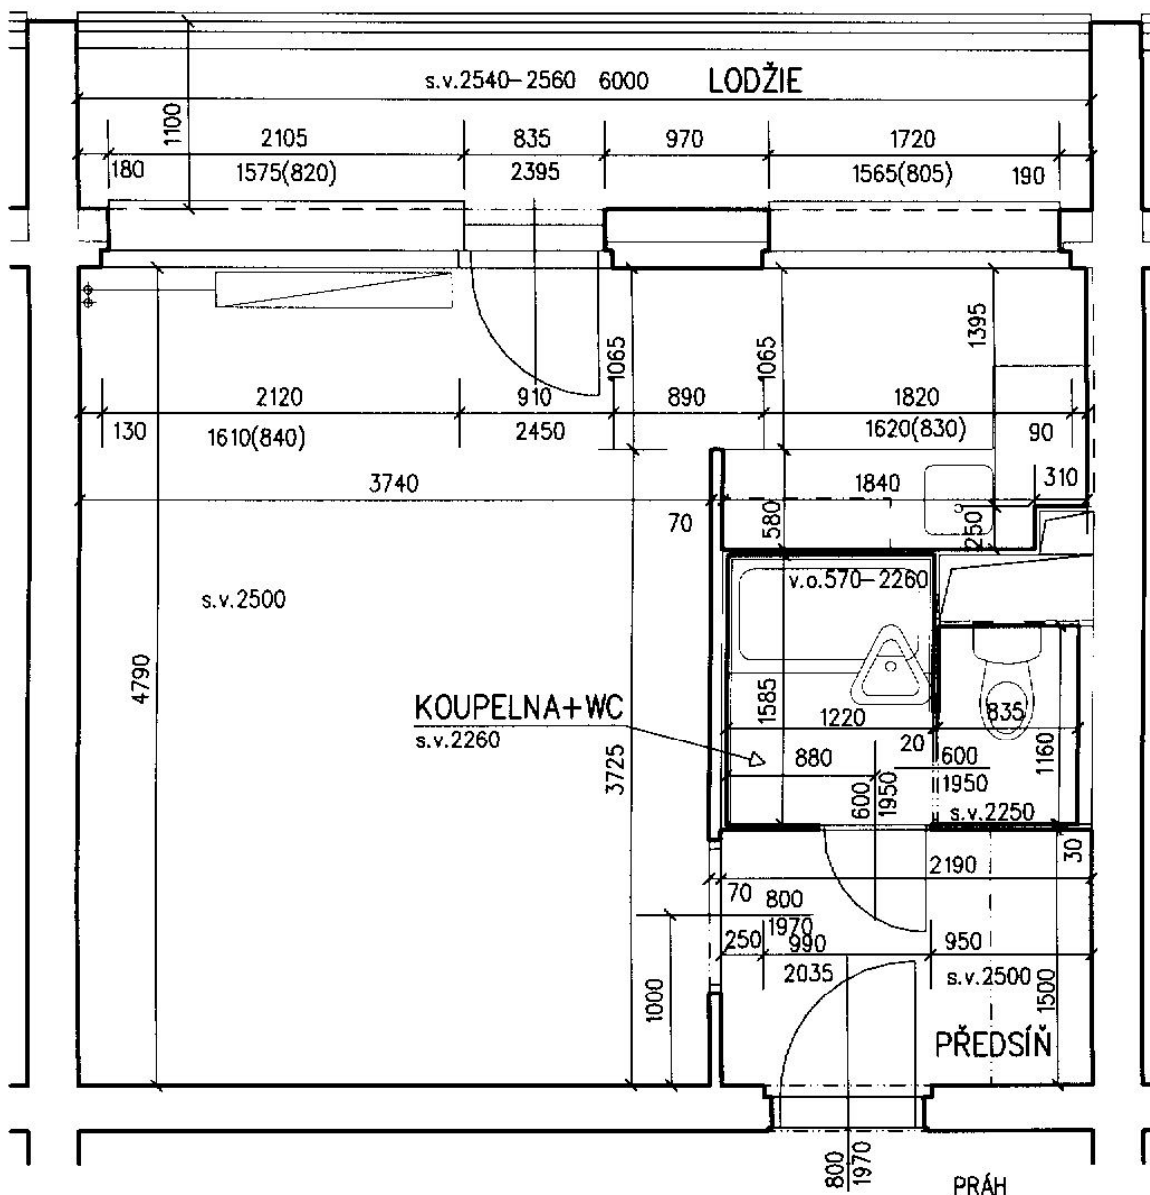 s.v.2540-2560 6000 LODŽIE
1100
2105 835 970 1720
180 1575(820) 2395 1565(805) 190
1395
1065 1065
2120 910 890 1820
130 1610(840) 2450 1620(830) 90
3740 1840 310
70 580 250
v.o.570-2260
s.v.2500
4790
KOUPELNA+WC
s.v.2260
1585
1220 835
20
880 600
1950
600
1950
1160
3725
s.v.2250
30
2190
70 800
1970
250 990 950
2035 s.v.2500
1000 1500
PŘEDSÍŇ
800
1970
PRÁH